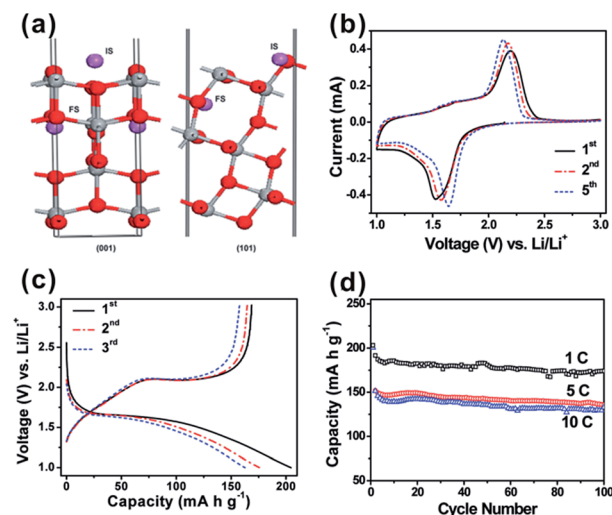 (a)
IS
FS
(001)
IS
FS
(101)
(b)
Current (mA)
0.4
0.2
0.0
-0.2
-0.4
1st
2nd
5th
1.0 1.5 2.0 2.5 3.0
Voltage (V) vs. Li/Li+
(c)
Voltage (V) vs. Li/Li+
3.0
2.5
2.0
1.5
1.0
1st
2nd
3rd
0 50 100 150 200
Capacity (mA h g-1)
(d)
Capacity (mA h g-1)
250
200
150
100
50
0
1 C
5 C
10 C
0 20 40 60 80 100
Cycle Number